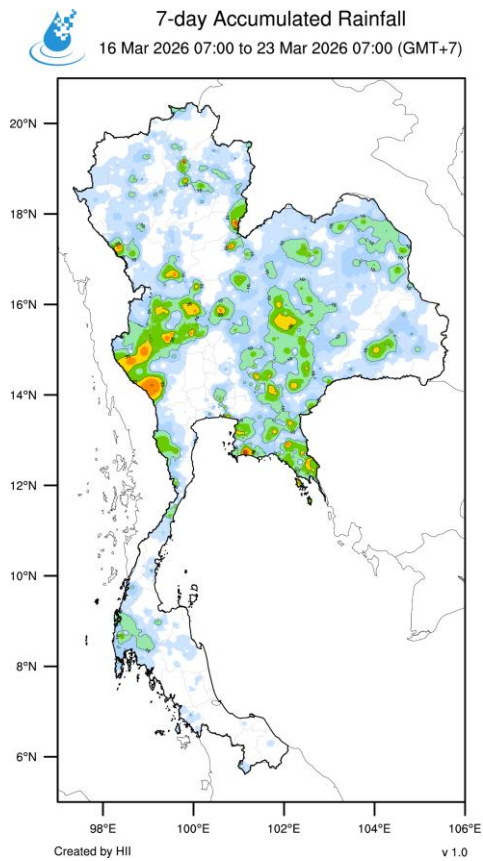 7-day Accumulated Rainfall
16 Mar 2026 07:00 to 23 Mar 2026 07:00 (GMT+7)
20°N
18°N
16°N
14°N
12°N
10°N
8°N
6°N
98°E 100°E 102°E 104°E 106°E
Created by HII v 1.0